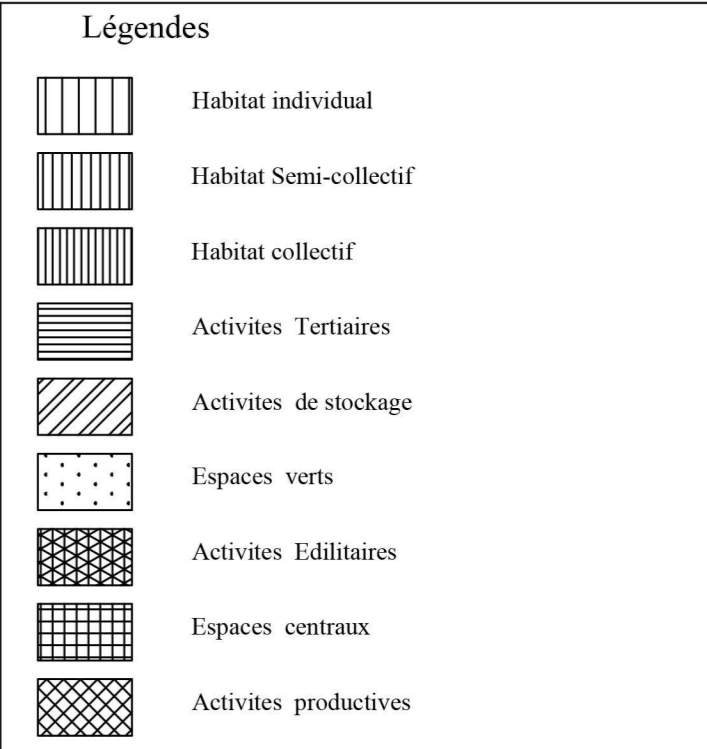 Légendes
Habitat individual
Habitat Semi-collectif
Habitat collectif
Activites Tertiaires
Activites de stockage
Espaces verts
Activites Edilitaires
Espaces centraux
Activites productives